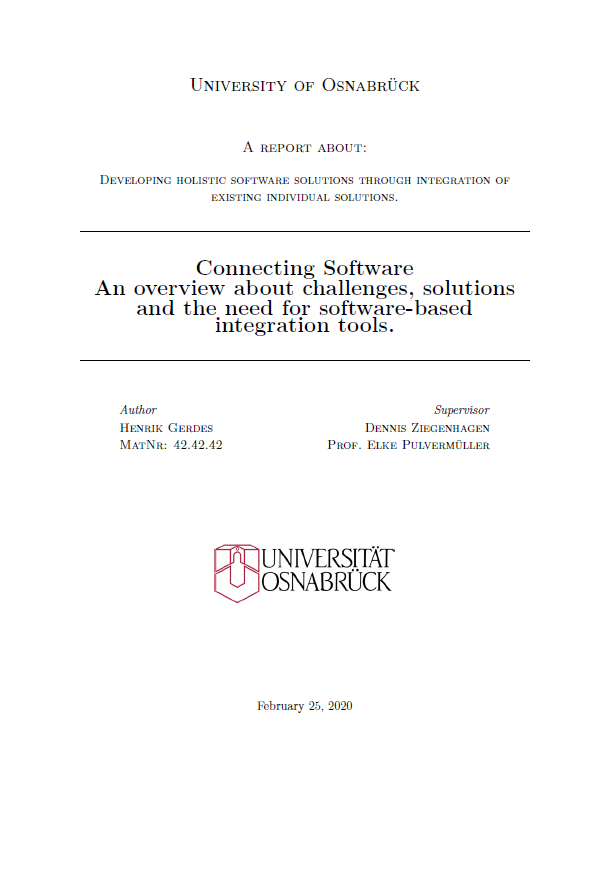 University of Osnabrück
A report about:
Developing holistic software solutions through integration of
existing individual solutions.
Connecting Software
An overview about challenges, solutions
and the need for software-based
integration tools.
Author
Supervisor
Henrik Gerdes
Dennis Ziegenhagen
MatNr: 42.42.42
Prof. Elke Pulvermüller
UNIVERSITÄT
OSNABRÜCK
February 25, 2020